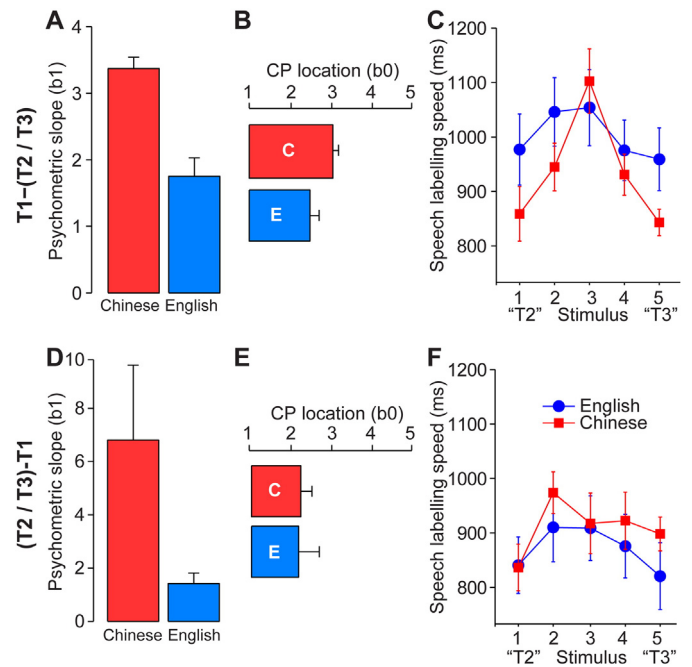 A
B
C
T1–(T2 / T3)
Psychometric slope (b1)
4
3
2
1
0
Chinese English
CP location (b0)
1 2 3 4 5
C
E
Speech labelling speed (ms)
1200
1100
1000
900
800
1 2 3 4 5
“T2” Stimulus “T3”
D
E
F
(T2 / T3)-T1
Psychometric slope (b1)
10
8
6
4
2
0
Chinese English
CP location (b0)
1 2 3 4 5
C
E
Speech labelling speed (ms)
1200
1100
1000
900
800
English
Chinese
1 2 3 4 5
“T2” Stimulus “T3”